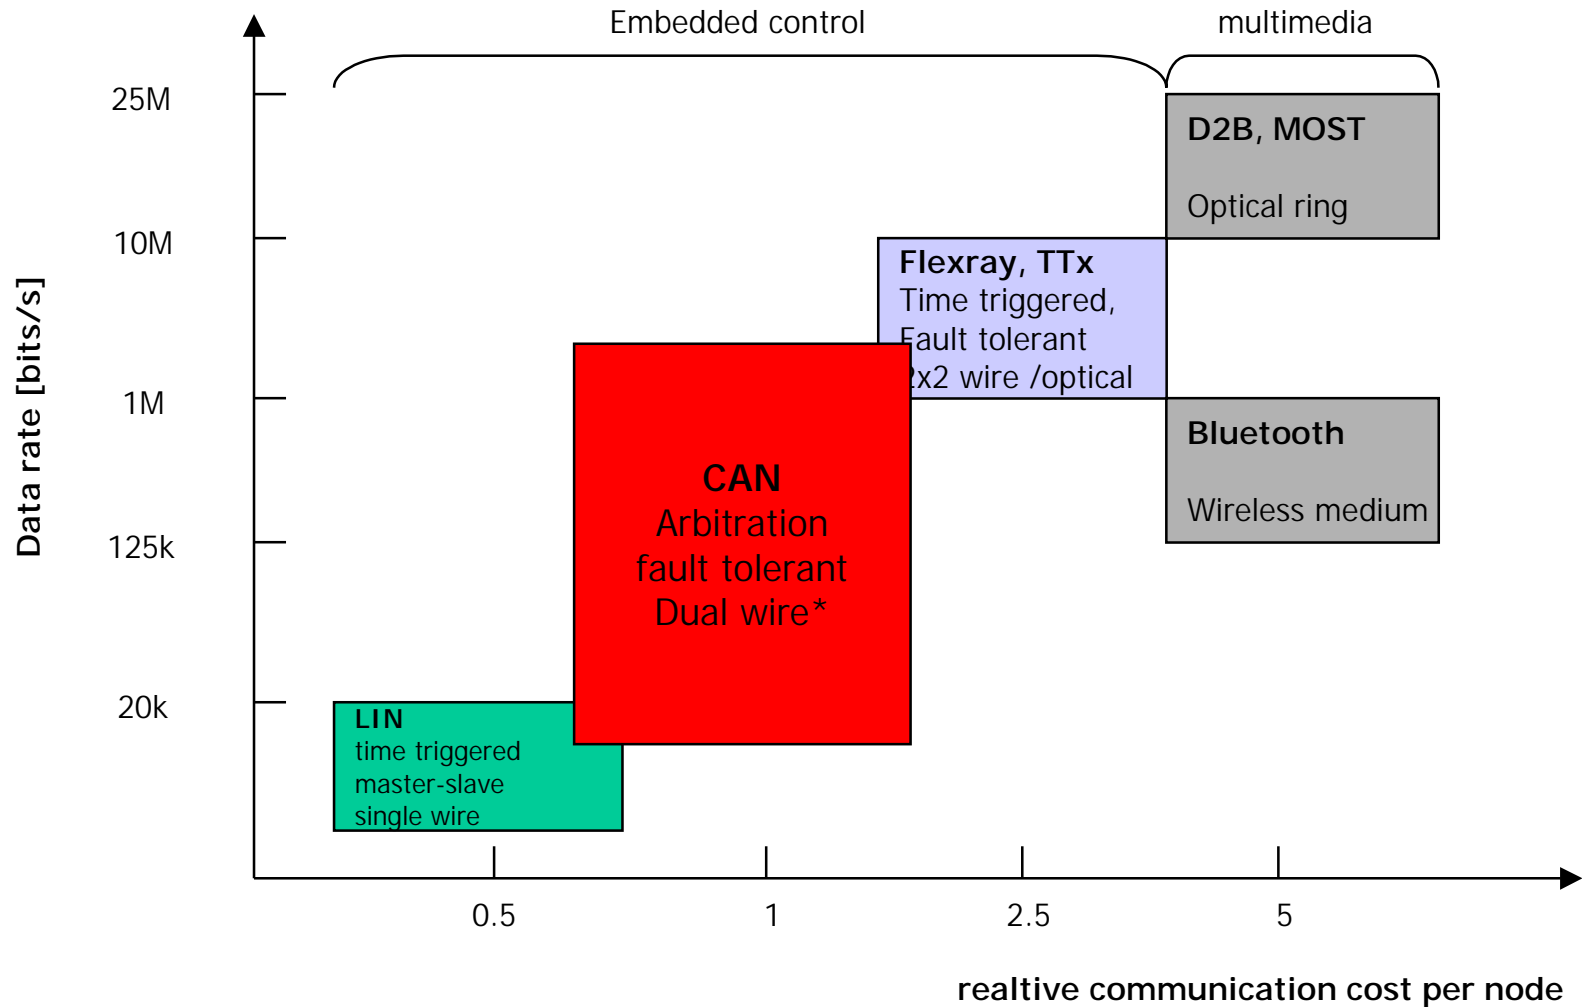 Embedded control
multimedia
25M
10M
1M
125k
20k
Data rate [bits/s]
D2B, MOST
Optical ring
Flexray, TTx
Time triggered,
Fault tolerant
2x2 wire /optical
Bluetooth
Wireless medium
CAN
Arbitration
fault tolerant
Dual wire*
LIN
time triggered
master-slave
single wire
0.5
1
2.5
5
realtive communication cost per node